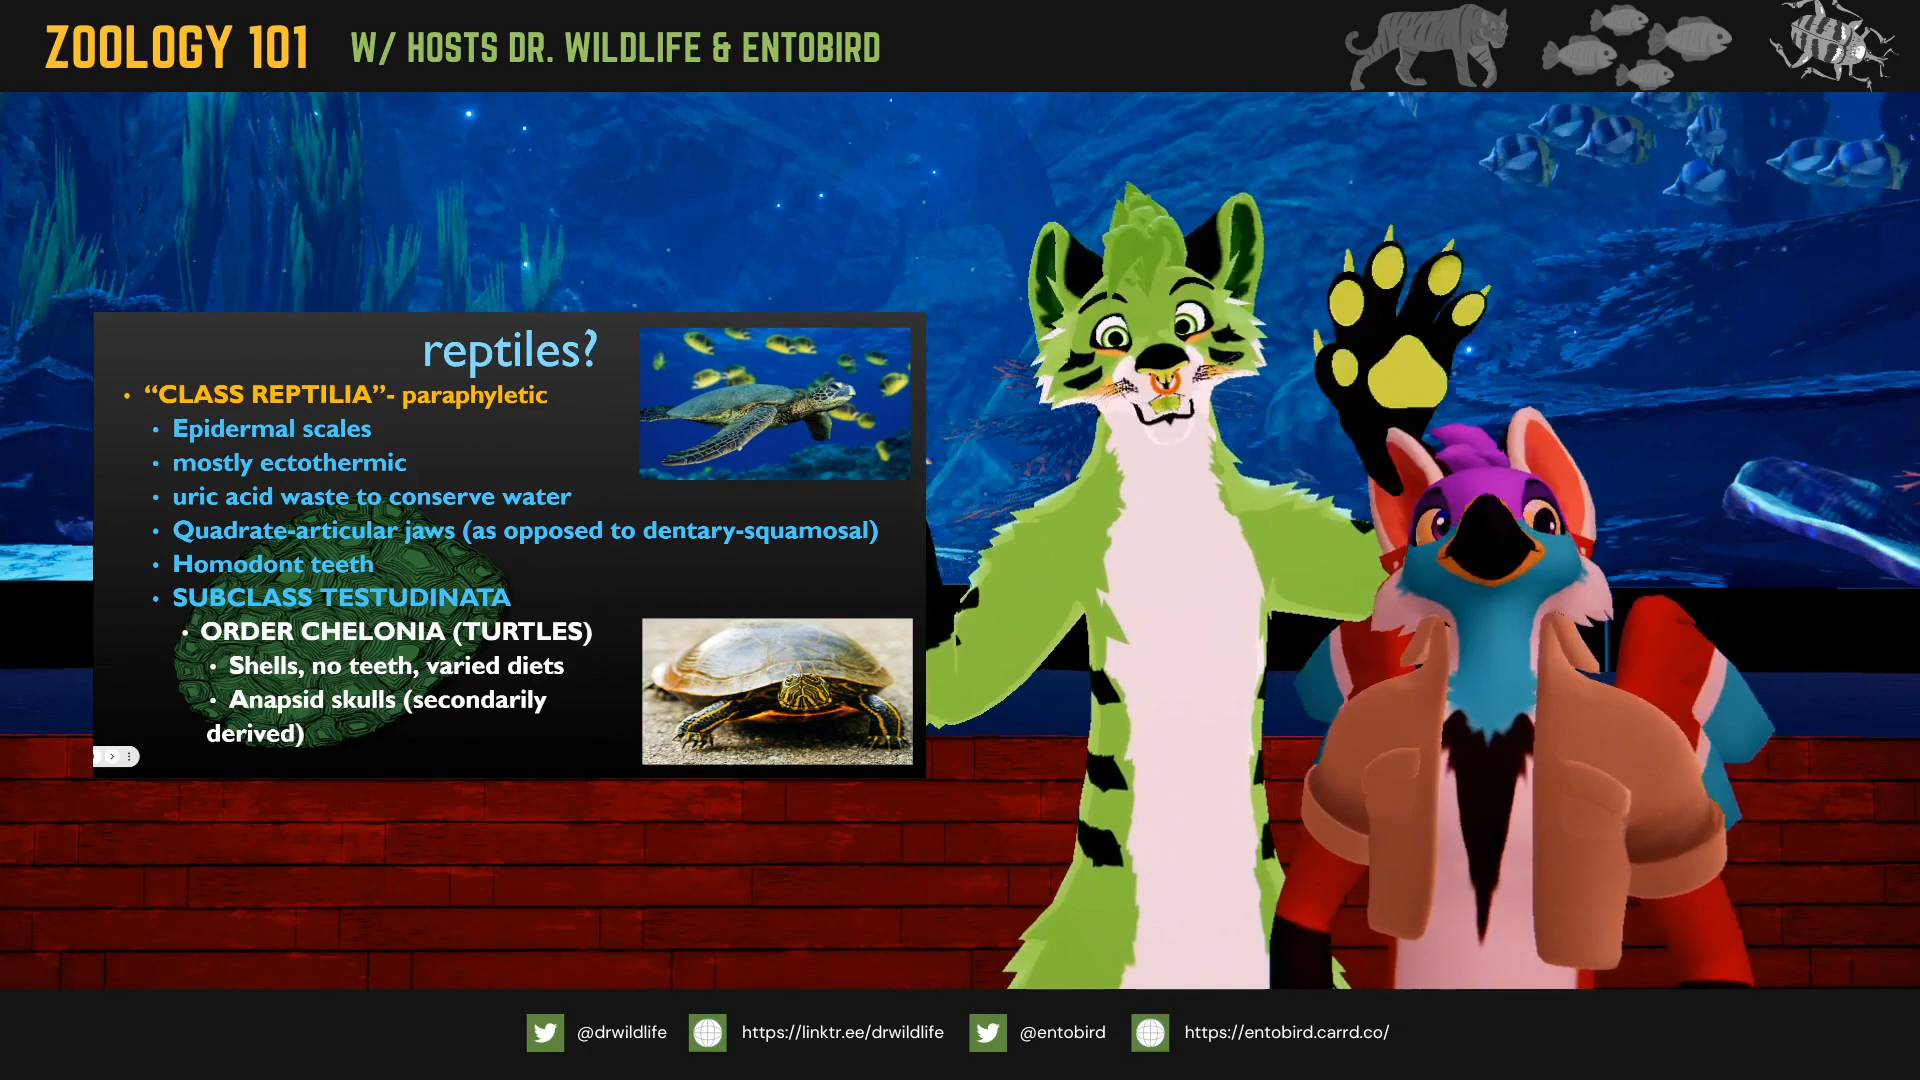 ZOOLOGY 101 W/ HOSTS DR. WILDLIFE & ENTOBIRD
reptiles?
• “CLASS REPTILIA”- paraphyletic
• Epidermal scales
• mostly ectothermic
• uric acid waste to conserve water
• Quadrate-articular jaws (as opposed to dentary-squamosal)
• Homodont teeth
• SUBCLASS TESTUDINATA
• ORDER CHELONIA (TURTLES)
• Shells, no teeth, varied diets
• Anapsid skulls (secondarily
derived)
@drwildlife https://linktr.ee/drwildlife @entobird https://entobird.carrd.co/